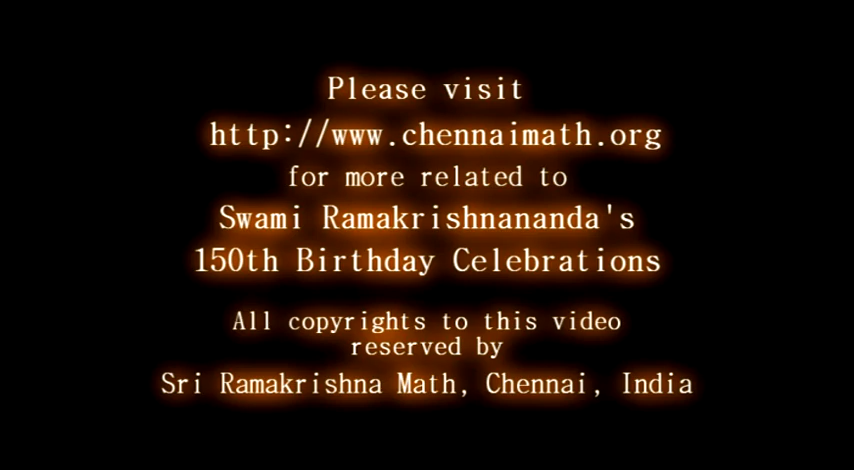 Please visit
http://www.chennaimath.org
for more related to
Swami Ramakrishnananda's
150th Birthday Celebrations
All copyrights to this video
reserved by
Sri Ramakrishna Math, Chennai, India